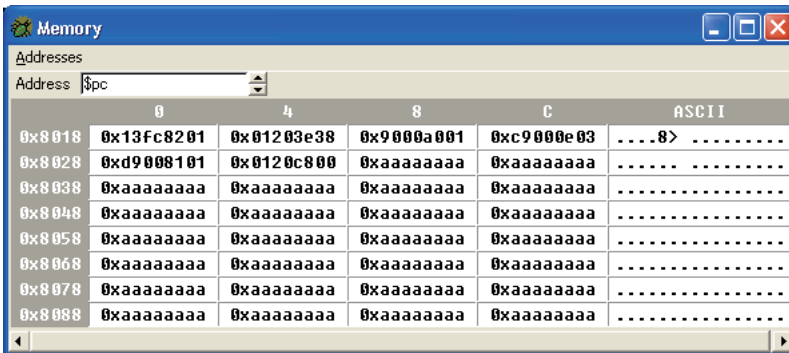 Memory
Addresses
Address $pc
0 4 8 C ASCII
0x8018 0x13fc8201 0x01203e38 0x9000a001 0xc9000e03 ....8> .........
0x8028 0xd9008101 0x0120c800 0xaaaaaaaa 0xaaaaaaaa ...... .........
0x8038 0xaaaaaaaa 0xaaaaaaaa 0xaaaaaaaa 0xaaaaaaaa ................
0x8048 0xaaaaaaaa 0xaaaaaaaa 0xaaaaaaaa 0xaaaaaaaa ................
0x8058 0xaaaaaaaa 0xaaaaaaaa 0xaaaaaaaa 0xaaaaaaaa ................
0x8068 0xaaaaaaaa 0xaaaaaaaa 0xaaaaaaaa 0xaaaaaaaa ................
0x8078 0xaaaaaaaa 0xaaaaaaaa 0xaaaaaaaa 0xaaaaaaaa ................
0x8088 0xaaaaaaaa 0xaaaaaaaa 0xaaaaaaaa 0xaaaaaaaa ................